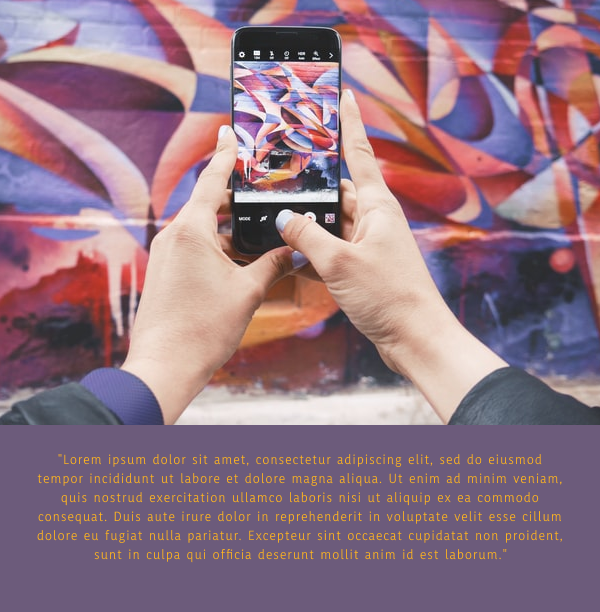 MODE
"Lorem ipsum dolor sit amet, consectetur adipiscing elit, sed do eiusmod
tempor incididunt ut labore et dolore magna aliqua. Ut enim ad minim veniam,
quis nostrud exercitation ullamco laboris nisi ut aliquip ex ea commodo
consequat. Duis aute irure dolor in reprehenderit in voluptate velit esse cillum
dolore eu fugiat nulla pariatur. Excepteur sint occaecat cupidatat non proident,
sunt in culpa qui officia deserunt mollit anim id est laborum."